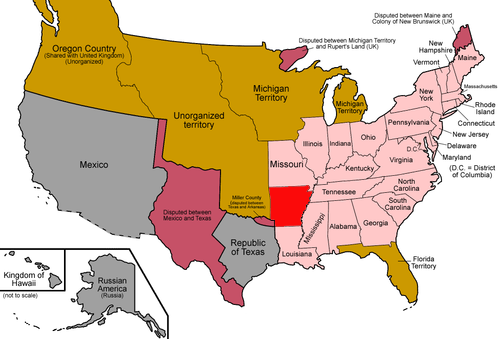 Disputed between Maine and
Colony of New Brunswick (UK)
Oregon Country
(Shared with United Kingdom)
(Unorganized)
Disputed between Michigan Territory
and Rupert's Land (UK)
New
Hampshire
Vermont
Maine
Massachusetts
Michigan
Territory
Michigan
Territory
New
York
Rhode
Island
Connecticut
Unorganized
territory
Pennsylvania
New Jersey
Delaware
Maryland
D.C.
(D.C. = District
of Columbia)
Illinois
Indiana
Ohio
Mexico
Missouri
Kentucky
Virginia
Tennessee
North
Carolina
South
Carolina
Miller County
(Disputed between
Texas and Arkansas)
Disputed between
Mexico and Texas
Mississippi
Alabama
Georgia
Republic
of Texas
Louisiana
Florida
Territory
Kingdom of
Hawaii
(not to scale)
Russian
America
(Russia)